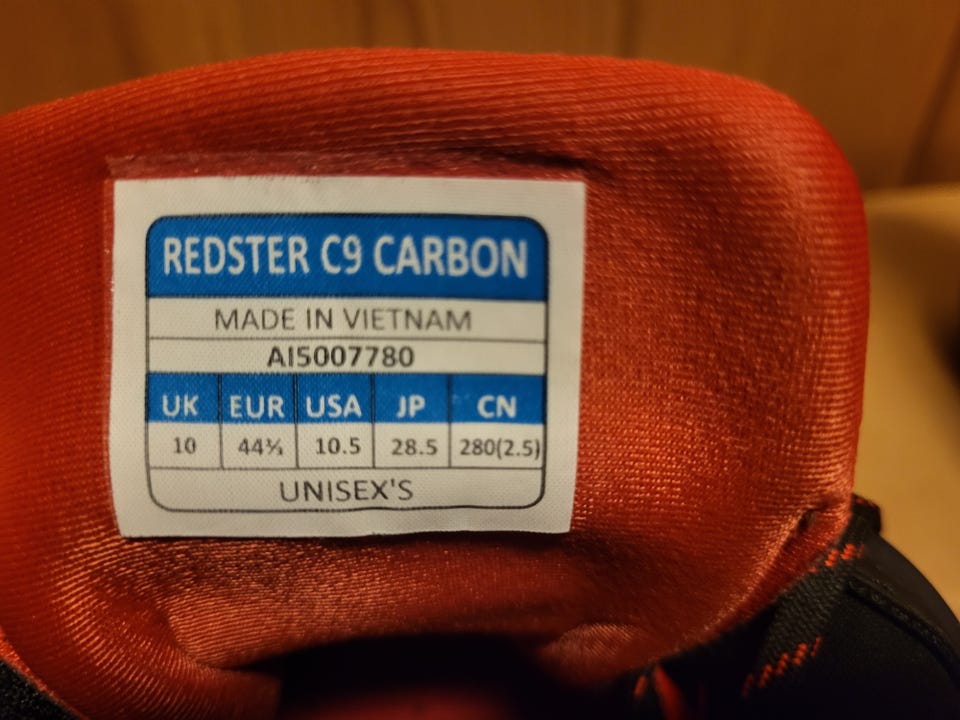 REDSTER C9 CARBON
MADE IN VIETNAM
AI5007780
UK EUR USA JP CN
10 44⅔ 10.5 28.5 280(2.5)
UNISEX'S